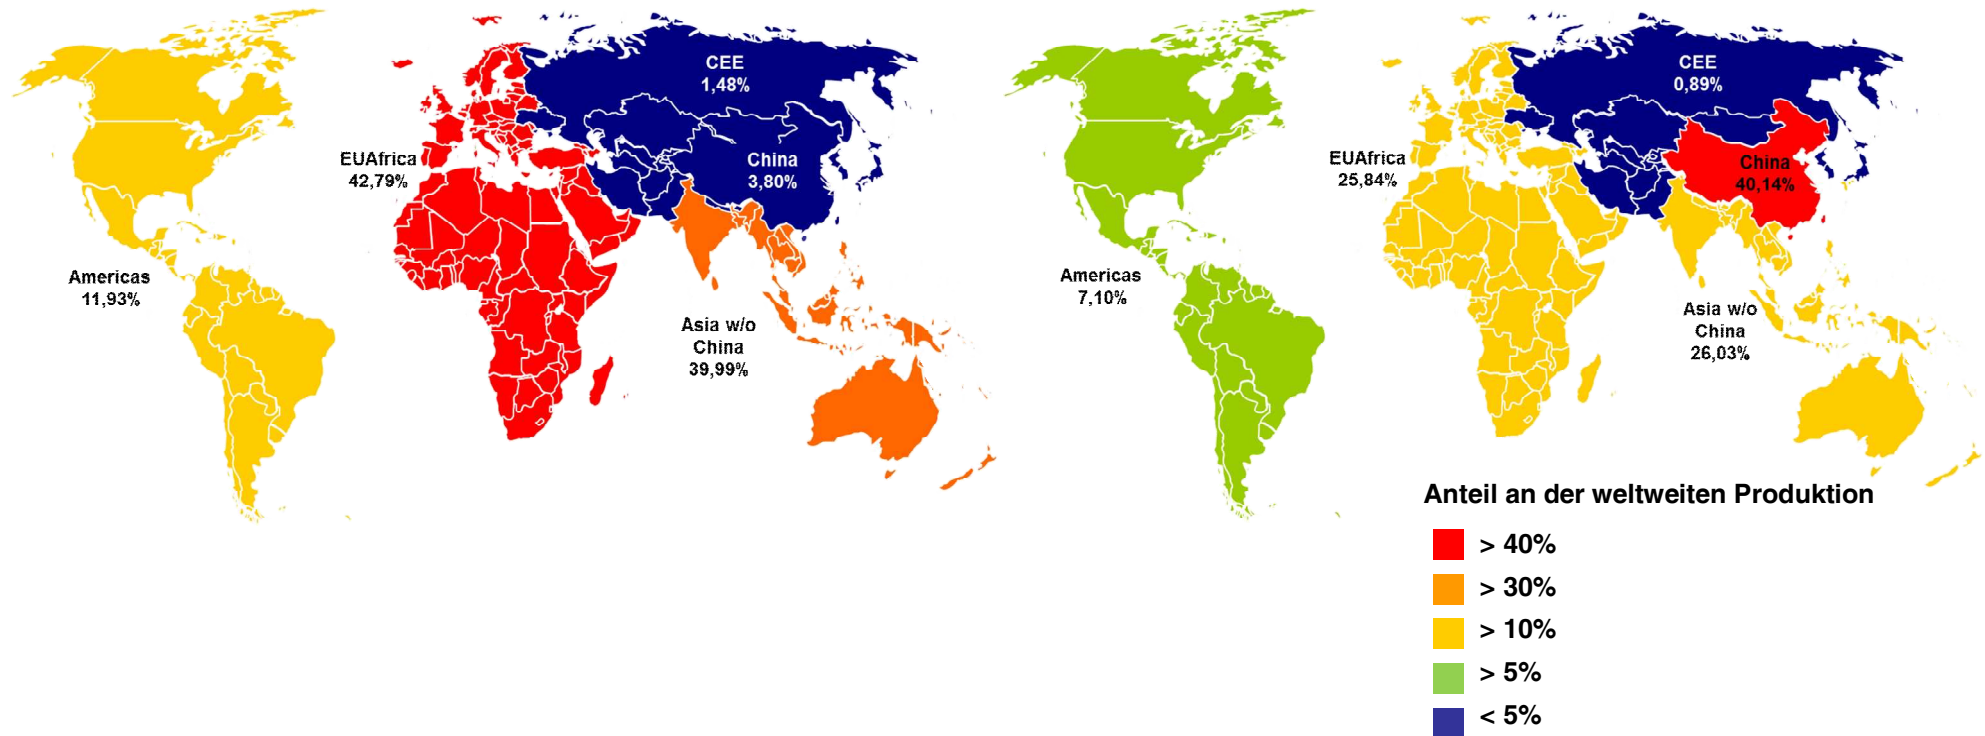 CEE
1,48%
China
3,80%
EUAfrica
42,79%
Americas
11,93%
Asia w/o
China
39,99%
CEE
0,89%
China
40,14%
EUAfrica
25,84%
Americas
7,10%
Asia w/o
China
26,03%
Anteil an der weltweiten Produktion
> 40%
> 30%
> 10%
> 5%
< 5%